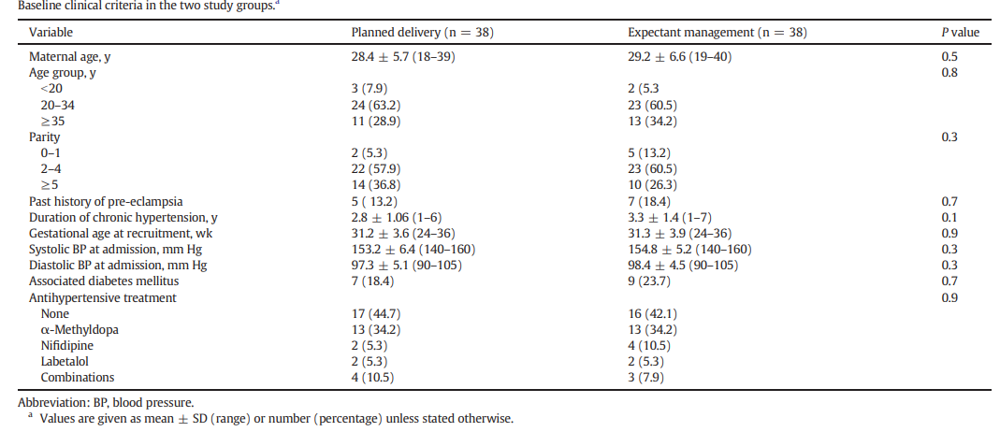 Baseline clinical criteria in the two study groups.a
Variable Planned delivery (n = 38) Expectant management (n = 38) P value
Maternal age, y 28.4 ± 5.7 (18–39) 29.2 ± 6.6 (19–40) 0.5
Age group, y 0.8
<20 3 (7.9) 2 (5.3
20–34 24 (63.2) 23 (60.5)
≥35 11 (28.9) 13 (34.2)
Parity 0.3
0–1 2 (5.3) 5 (13.2)
2–4 22 (57.9) 23 (60.5)
≥5 14 (36.8) 10 (26.3)
Past history of pre-eclampsia 5 ( 13.2) 7 (18.4) 0.7
Duration of chronic hypertension, y 2.8 ± 1.06 (1–6) 3.3 ± 1.4 (1–7) 0.1
Gestational age at recruitment, wk 31.2 ± 3.6 (24–36) 31.3 ± 3.9 (24–36) 0.9
Systolic BP at admission, mm Hg 153.2 ± 6.4 (140–160) 154.8 ± 5.2 (140–160) 0.3
Diastolic BP at admission, mm Hg 97.3 ± 5.1 (90–105) 98.4 ± 4.5 (90–105) 0.3
Associated diabetes mellitus 7 (18.4) 9 (23.7) 0.7
Antihypertensive treatment 0.9
None 17 (44.7) 16 (42.1)
α-Methyldopa 13 (34.2) 13 (34.2)
Nifidipine 2 (5.3) 4 (10.5)
Labetalol 2 (5.3) 2 (5.3)
Combinations 4 (10.5) 3 (7.9)
Abbreviation: BP, blood pressure.
a Values are given as mean ± SD (range) or number (percentage) unless stated otherwise.